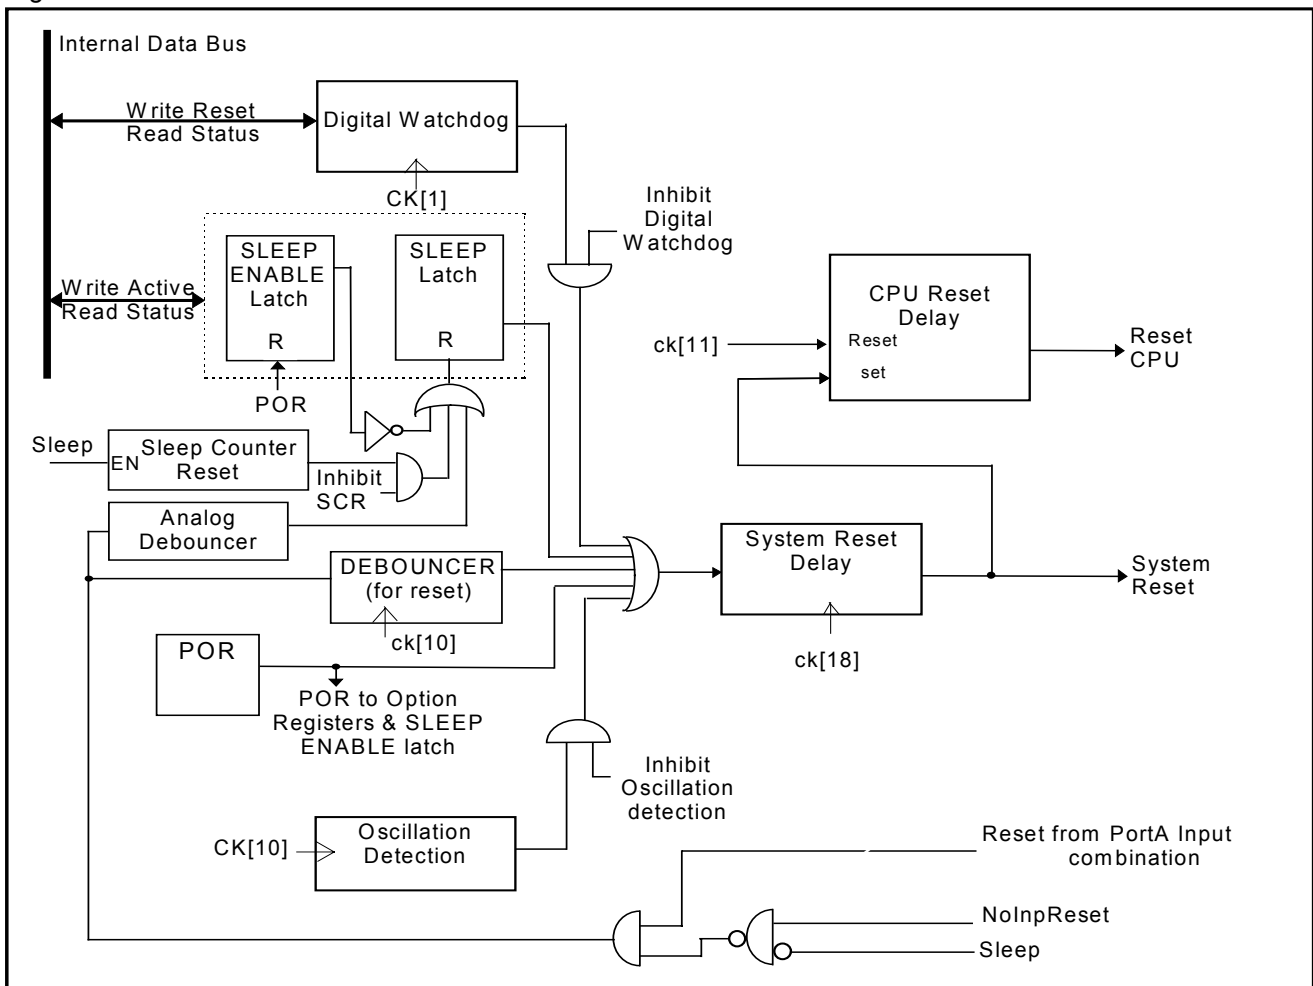 Internal Data Bus
Write Reset
Read Status
Digital Watchdog
CK[1]
Inhibit
Digital
Watchdog
SLEEP
ENABLE
Latch
R
SLEEP
Latch
R
Write Active
Read Status
POR
CPU Reset
Delay
Reset
set
ck[11]
Reset
CPU
Sleep
EN
Sleep Counter
Reset
Inhibit
SCR
Analog
Debouncer
DEBOUNCER
(for reset)
ck[10]
System Reset
Delay
ck[18]
System
Reset
POR
POR to Option
Registers & SLEEP
ENABLE latch
Inhibit
Oscillation
detection
CK[10]
Oscillation
Detection
Reset from PortA Input
combination
NoInpReset
Sleep